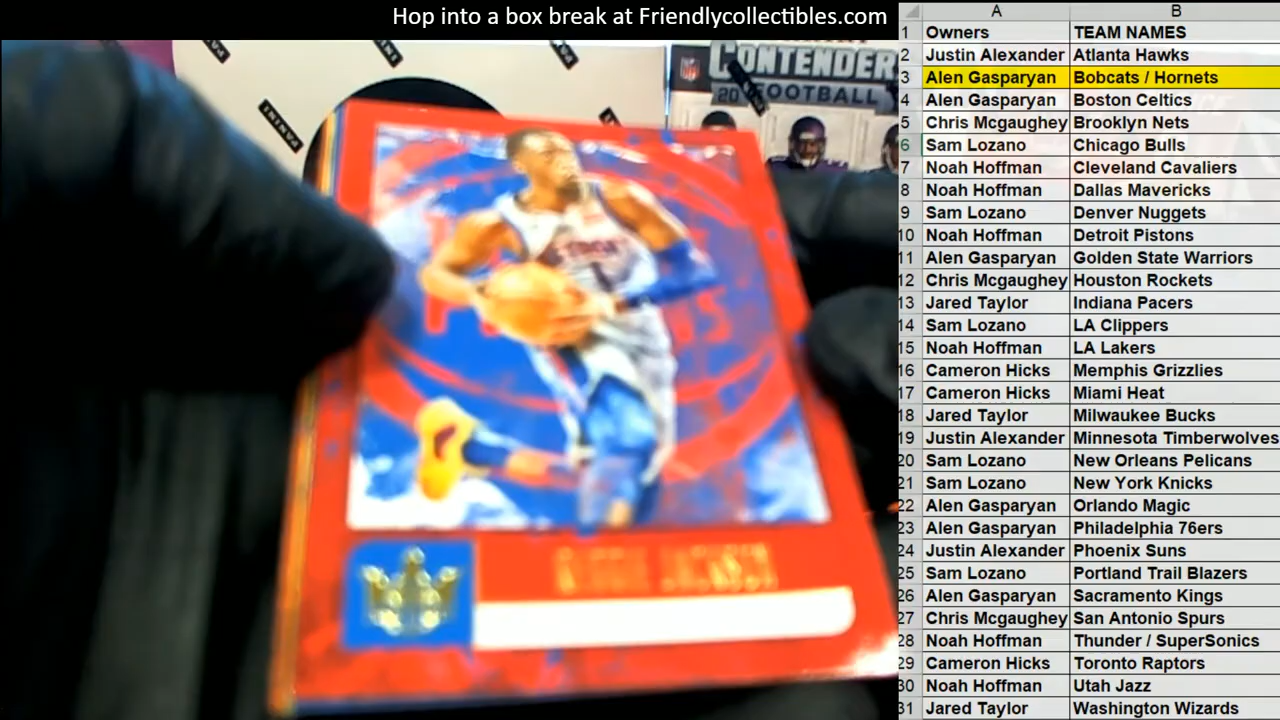 Hop into a box break at Friendlycollectibles.com
CONTENDERS
20
FOOTBALL
NFL
PANINI
PANINI
REGGIE JACKSON
A B
1 Owners TEAM NAMES
2 Justin Alexander Atlanta Hawks
3 Alen Gasparyan Bobcats / Hornets
4 Alen Gasparyan Boston Celtics
5 Chris Mcgaughey Brooklyn Nets
6 Sam Lozano Chicago Bulls
7 Noah Hoffman Cleveland Cavaliers
8 Noah Hoffman Dallas Mavericks
9 Sam Lozano Denver Nuggets
10 Noah Hoffman Detroit Pistons
11 Alen Gasparyan Golden State Warriors
12 Chris Mcgaughey Houston Rockets
13 Jared Taylor Indiana Pacers
14 Sam Lozano LA Clippers
15 Noah Hoffman LA Lakers
16 Cameron Hicks Memphis Grizzlies
17 Cameron Hicks Miami Heat
18 Jared Taylor Milwaukee Bucks
19 Justin Alexander Minnesota Timberwolves
20 Sam Lozano New Orleans Pelicans
21 Sam Lozano New York Knicks
22 Alen Gasparyan Orlando Magic
23 Alen Gasparyan Philadelphia 76ers
24 Justin Alexander Phoenix Suns
25 Sam Lozano Portland Trail Blazers
26 Alen Gasparyan Sacramento Kings
27 Chris Mcgaughey San Antonio Spurs
28 Noah Hoffman Thunder / SuperSonics
29 Cameron Hicks Toronto Raptors
30 Noah Hoffman Utah Jazz
31 Jared Taylor Washington Wizards